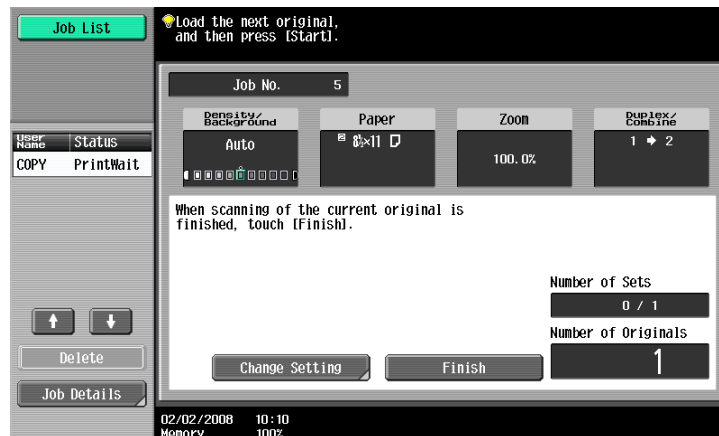 Job List
Load the next original,
and then press [Start].
Job No. 5
Density/
Background
Paper
Zoom
Duplex/
Combine
Auto
8½×11
100.0%
1 → 2
User
Name
Status
COPY PrintWait
When scanning of the current original is
finished, touch [Finish].
Number of Sets
0 / 1
Number of Originals
1
Delete
Change Setting
Finish
Job Details
02/02/2008 10:10
Memory 100%